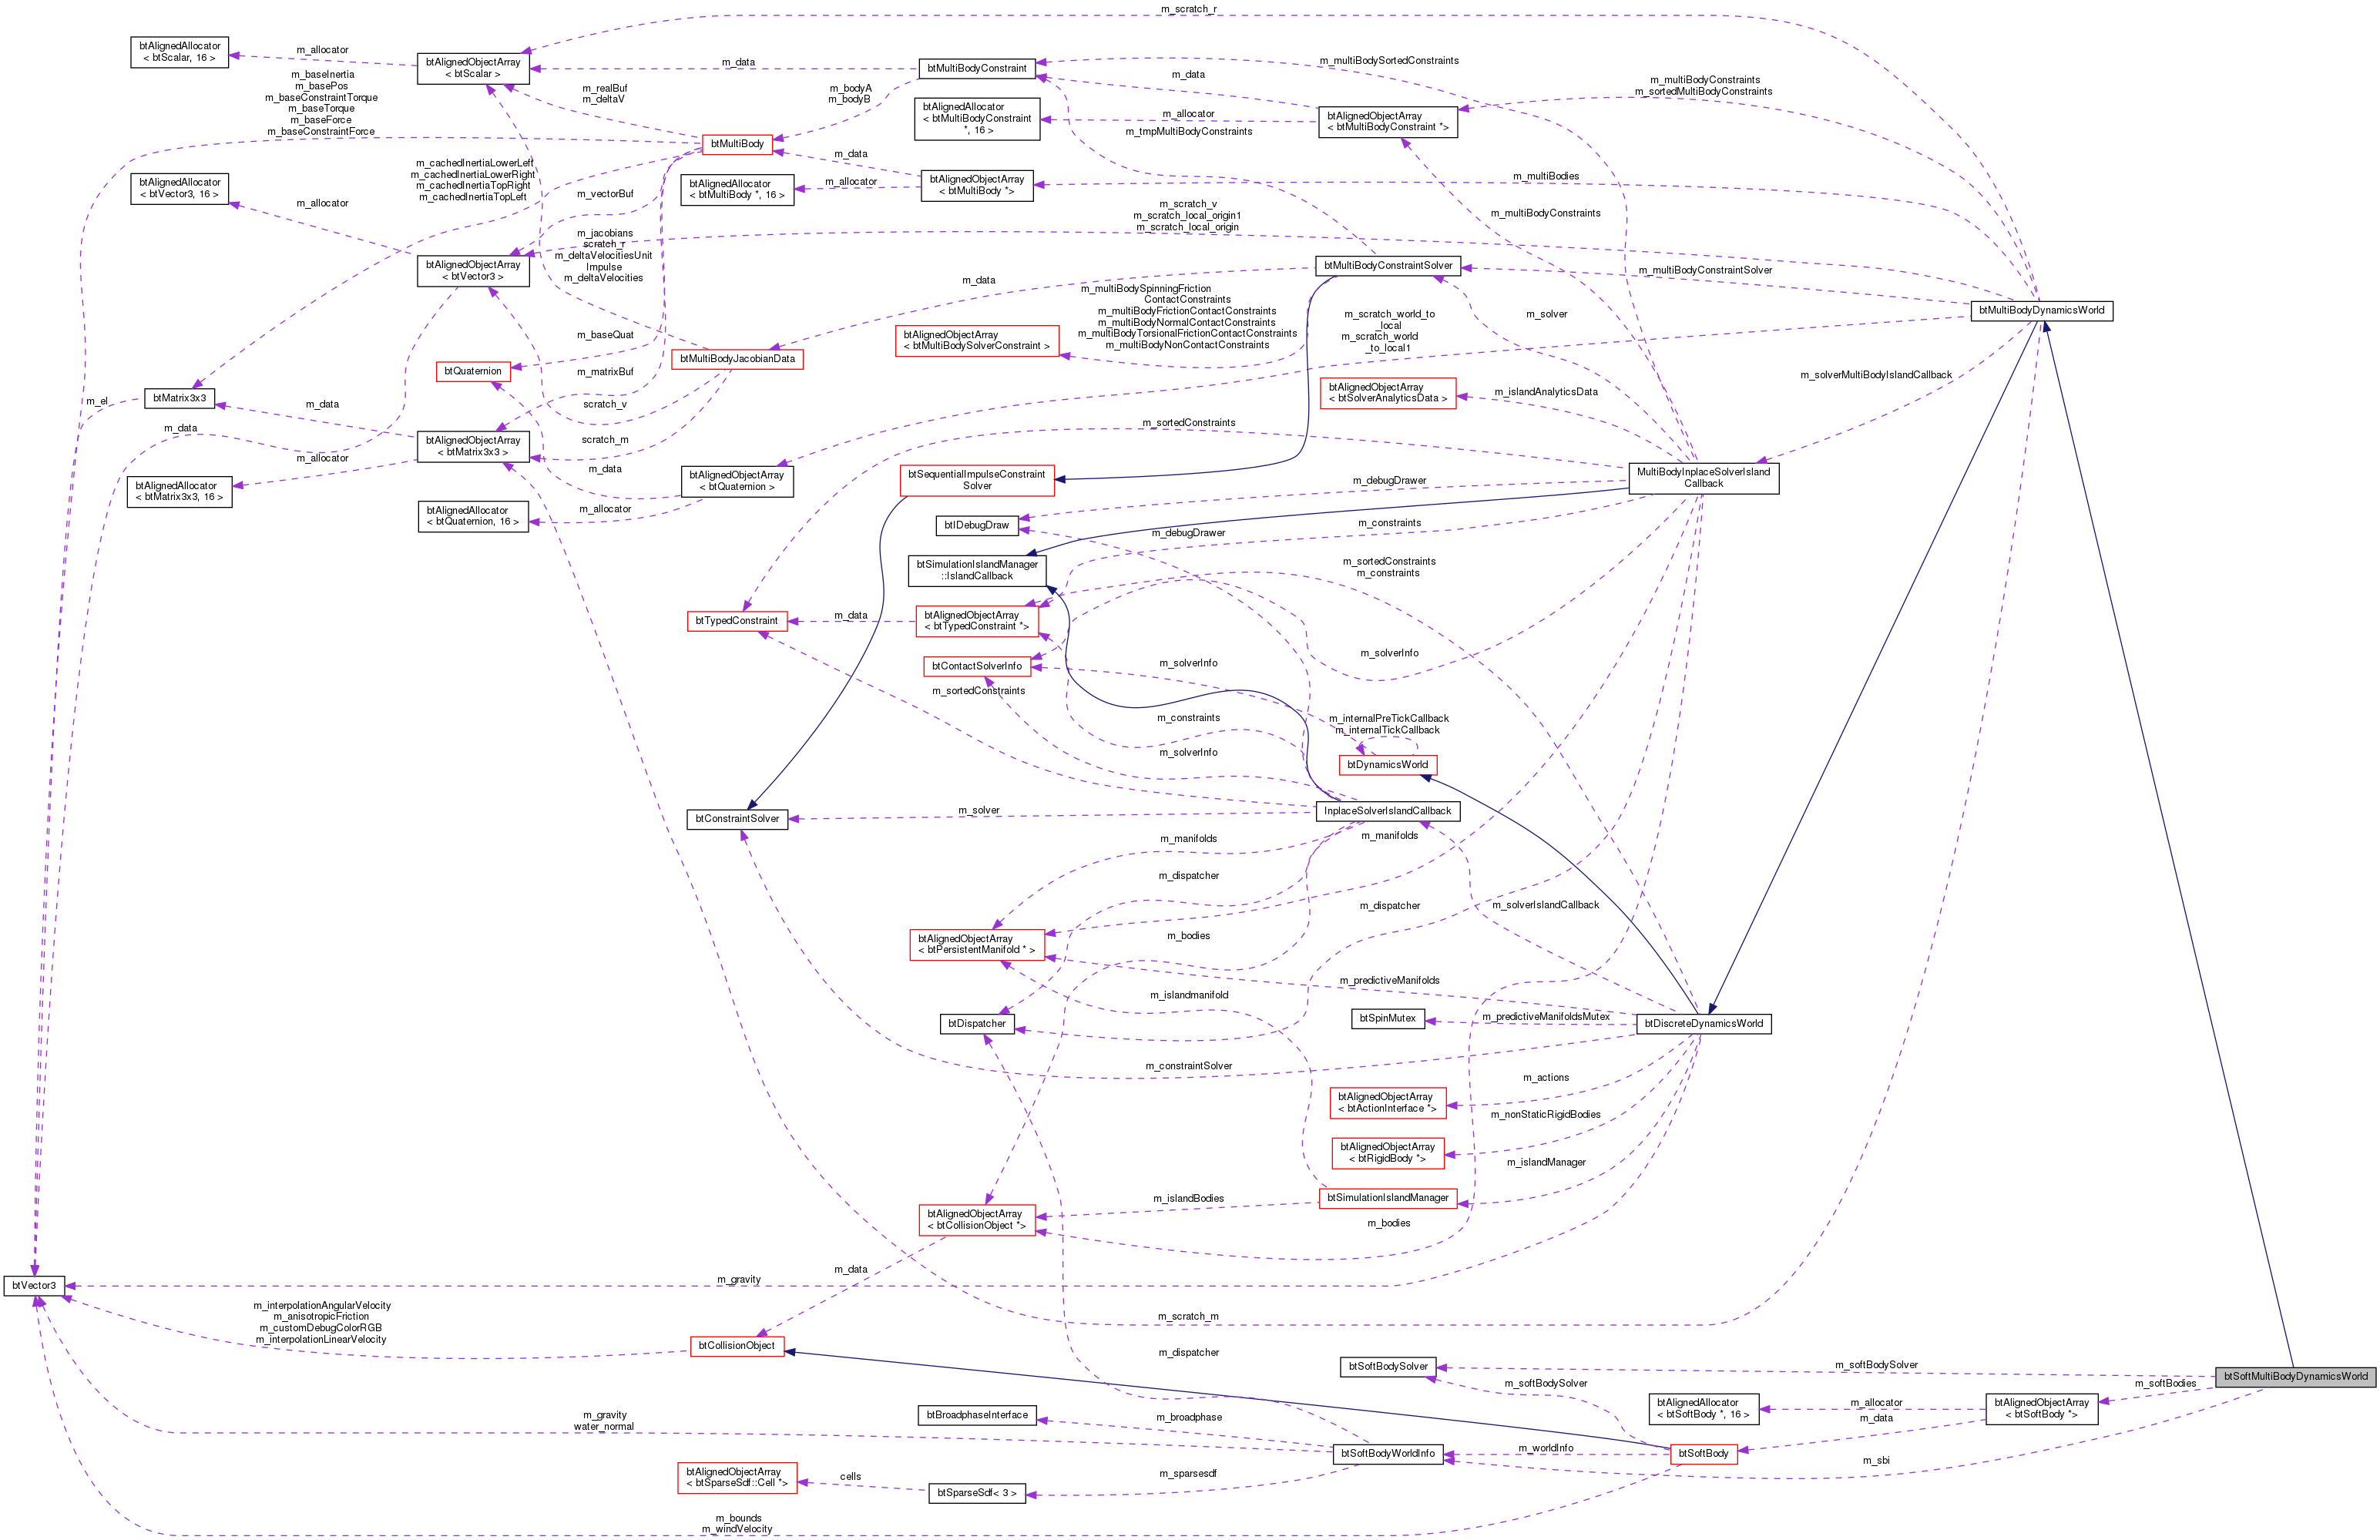 m_scratch_r
btAlignedAllocator
< btScalar, 16 >
m_allocator
btAlignedObjectArray
< btScalar >
m_data
btMultiBodyConstraint
m_multiBodySortedConstraints
m_data
m_multiBodyConstraints
m_sortedMultiBodyConstraints
m_baseInertia
m_basePos
m_baseConstraintTorque
m_baseTorque
m_baseForce
m_baseConstraintForce
m_realBuf
m_deltaV
m_bodyA
m_bodyB
btAlignedAllocator
< btMultiBodyConstraint
*, 16 >
m_allocator
btAlignedObjectArray
< btMultiBodyConstraint *>
m_tmpMultiBodyConstraints
btMultiBody
m_data
m_cachedInertiaLowerLeft
m_cachedInertiaLowerRight
m_cachedInertiaTopRight
m_cachedInertiaTopLeft
btAlignedAllocator
< btVector3, 16 >
m_allocator
m_vectorBuf
btAlignedAllocator
< btMultiBody *, 16 >
m_allocator
btAlignedObjectArray
< btMultiBody *>
m_multiBodies
m_scratch_v
m_scratch_local_origin1
m_scratch_local_origin
m_multiBodyConstraints
m_jacobians
scratch_r
m_deltaVelocitiesUnit
Impulse
m_deltaVelocities
btAlignedObjectArray
< btVector3 >
btMultiBodyConstraintSolver
m_multiBodyConstraintSolver
m_data
m_multiBodySpinningFriction
ContactConstraints
m_multiBodyFrictionContactConstraints
m_multiBodyNormalContactConstraints
m_multiBodyTorsionalFrictionContactConstraints
m_multiBodyNonContactConstraints
m_scratch_world_to
_local
m_scratch_world
_to_local1
m_solver
btMultiBodyDynamicsWorld
m_baseQuat
btAlignedObjectArray
< btMultiBodySolverConstraint >
btMultiBodyJacobianData
btQuaternion
m_matrixBuf
m_solverMultiBodyIslandCallback
btAlignedObjectArray
< btSolverAnalyticsData >
m_islandAnalyticsData
m_el
btMatrix3x3
m_data
scratch_v
m_data
btAlignedObjectArray
< btMatrix3x3 >
scratch_m
m_sortedConstraints
m_allocator
btAlignedAllocator
< btMatrix3x3, 16 >
m_data
btAlignedObjectArray
< btQuaternion >
btSequentialImpulseConstraint
Solver
MultiBodyInplaceSolverIsland
Callback
m_debugDrawer
btAlignedAllocator
< btQuaternion, 16 >
m_allocator
btIDebugDraw
m_debugDrawer
m_constraints
btSimulationIslandManager
::IslandCallback
m_sortedConstraints
m_constraints
btTypedConstraint
m_data
btAlignedObjectArray
< btTypedConstraint *>
btContactSolverInfo
m_solverInfo
m_solverInfo
m_sortedConstraints
m_constraints
m_internalPreTickCallback
m_internalTickCallback
m_solverInfo
btDynamicsWorld
btConstraintSolver
m_solver
InplaceSolverIslandCallback
m_manifolds
m_manifolds
m_dispatcher
m_dispatcher
m_solverIslandCallback
btAlignedObjectArray
< btPersistentManifold * >
m_bodies
m_predictiveManifolds
m_islandmanifold
btDispatcher
btSpinMutex
m_predictiveManifoldsMutex
btDiscreteDynamicsWorld
m_constraintSolver
m_actions
btAlignedObjectArray
< btActionInterface *>
m_nonStaticRigidBodies
btAlignedObjectArray
< btRigidBody *>
m_islandManager
m_islandBodies
btSimulationIslandManager
btAlignedObjectArray
< btCollisionObject *>
m_bodies
m_data
m_gravity
btVector3
m_interpolationAngularVelocity
m_anisotropicFriction
m_customDebugColorRGB
m_interpolationLinearVelocity
m_scratch_m
btCollisionObject
m_dispatcher
btSoftBodySolver
m_softBodySolver
m_softBodySolver
btSoftMultiBodyDynamicsWorld
m_softBodies
btAlignedAllocator
< btSoftBody *, 16 >
m_allocator
btAlignedObjectArray
< btSoftBody *>
m_data
m_gravity
water_normal
btBroadphaseInterface
m_broadphase
btSoftBodyWorldInfo
m_worldInfo
btSoftBody
m_sbi
btAlignedObjectArray
< btSparseSdf::Cell *>
cells
btSparseSdf< 3 >
m_sparsesdf
m_bounds
m_windVelocity